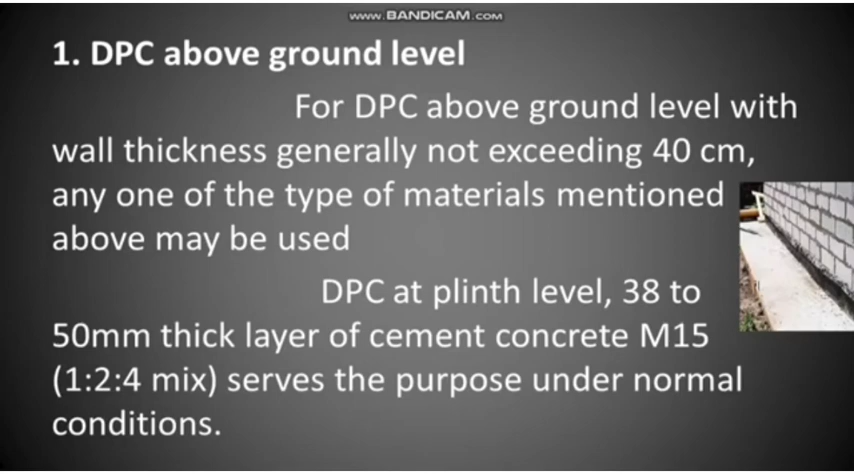 www.BANDICAM.com
1. DPC above ground level
For DPC above ground level with
wall thickness generally not exceeding 40 cm,
any one of the type of materials mentioned
above may be used
DPC at plinth level, 38 to
50mm thick layer of cement concrete M15
(1:2:4 mix) serves the purpose under normal
conditions.